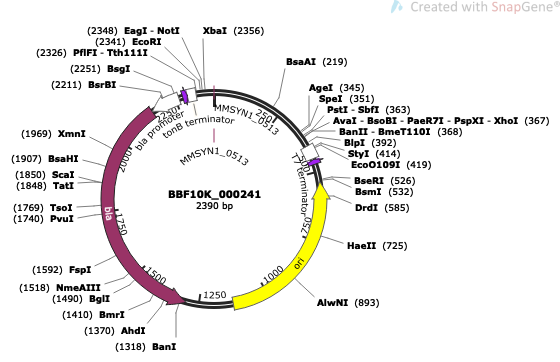 Created with SnapGene®
(2348) EagI - NotI
(2341) EcoRI
(2326) PflFI - Tth111I
(2251) BsgI
(2211) BsrBI
XbaI (2356)
BsaAI (219)
AgeI (345)
SpeI (351)
PstI - SbfI (363)
AvaI - BsoBI - PaeR7I - PspXI - XhoI (367)
BanII - BmeT110I (368)
BlpI (392)
StyI (414)
EcoO109I (419)
BseRI (526)
BsmI (532)
DrdI (585)
HaeII (725)
AlwNI (893)
(1969) XmnI
(1907) BsaHI
(1850) ScaI
(1848) TatI
(1769) TsoI
(1740) PvuI
(1592) FspI
(1518) NmeAIII
(1490) BglI
(1410) BmrI
(1370) AhdI
(1318) BanI
MMSYN1_0513
MMSYN1_0513
tonB terminator
bla promoter
T7 terminator
bla
ori
250
500
750
1000
1250
1500
1750
2000
2250
BBF10K_000241
2390 bp